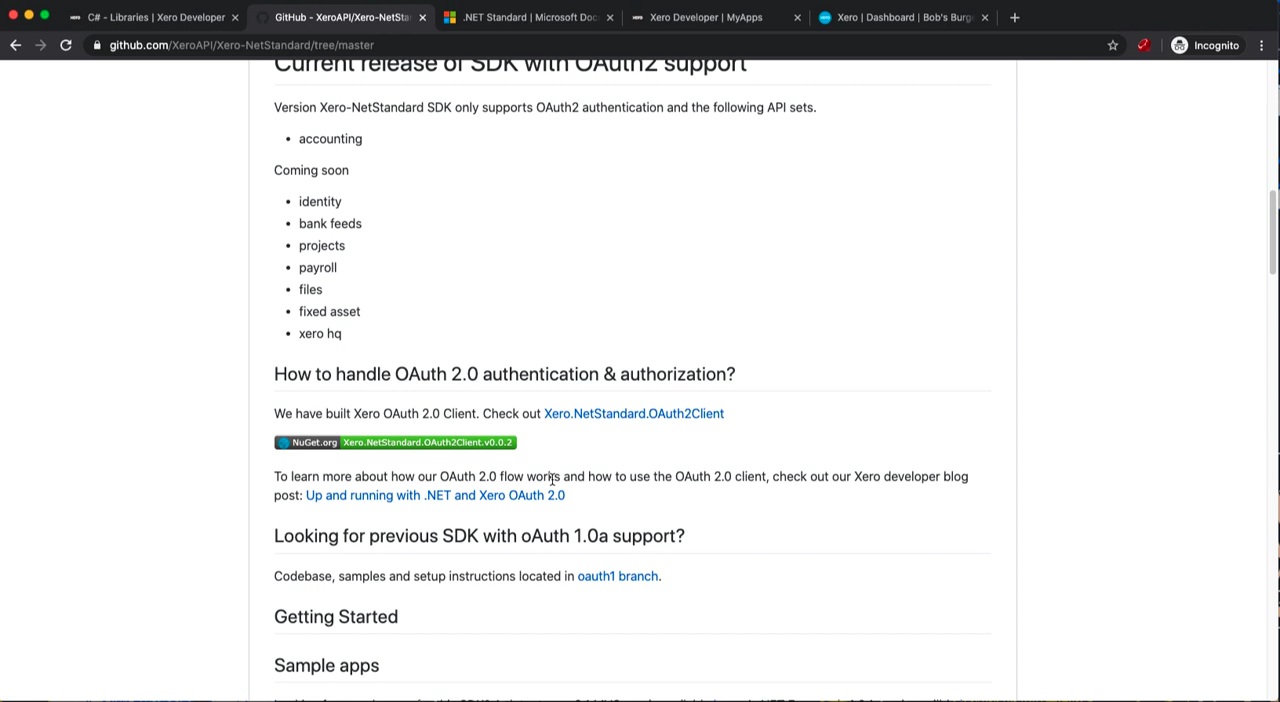 C# - Libraries | Xero Developer
GitHub - XeroAPI/Xero-NetSta
.NET Standard | Microsoft Doc
Xero Developer | MyApps
Xero | Dashboard | Bob's Burg
github.com/XeroAPI/Xero-NetStandard/tree/master
Incognito
Current release of SDK with OAuth2 support
Version Xero-NetStandard SDK only supports OAuth2 authentication and the following API sets.
• accounting
Coming soon
• identity
• bank feeds
• projects
• payroll
• files
• fixed asset
• xero hq
How to handle OAuth 2.0 authentication & authorization?
We have built Xero OAuth 2.0 Client. Check out Xero.NetStandard.OAuth2Client
NuGet.org Xero.NetStandard.OAuth2Client.v0.0.2
To learn more about how our OAuth 2.0 flow works and how to use the OAuth 2.0 client, check out our Xero developer blog
post: Up and running with .NET and Xero OAuth 2.0
Looking for previous SDK with oAuth 1.0a support?
Codebase, samples and setup instructions located in oauth1 branch.
Getting Started
Sample apps